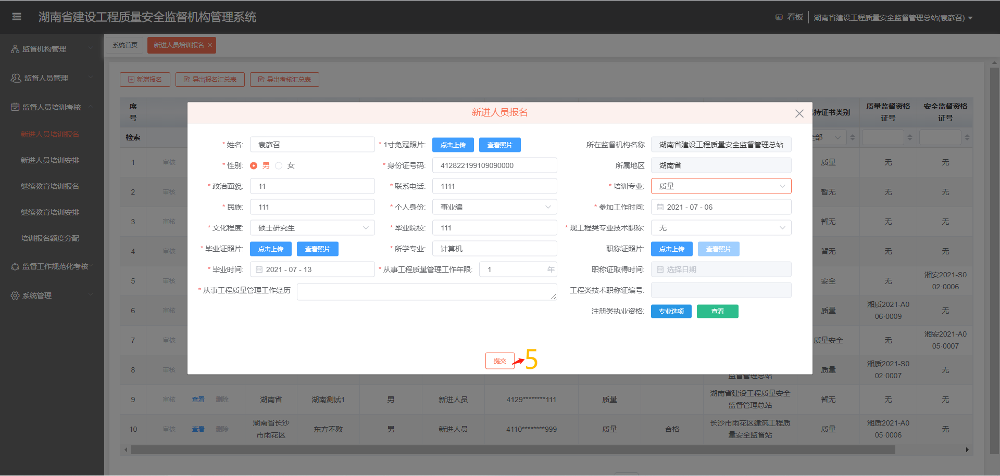 湖南省建设工程质量安全监督机构管理系统
看板
湖南省建设工程质量安全监督管理总站(袁彦召)
监督机构管理
监督人员管理
监督人员培训考核
新进人员培训报名
新进人员培训安排
继续教育培训报名
继续教育培训安排
培训报名额度分配
监督工作规范化考核
系统管理
系统首页
新进人员培训报名 ×
新增报名
导出报名汇总表
导出考核汇总表
序号
持证书类别
质量监督资格证号
安全监督资格证号
检索
全部
1 审核 质量 无 无
2 审核 暂无 无 无
3 审核 暂无 无 无
4 审核 暂无 无 无
5 审核 安全 无 湘安2021-S002·0006
6 审核 质量 湘质2021-A006·0009 无
7 审核 质量安全 无 湘安2021-A005·0007
8 审核 监督管理总站 质量 湘质2021-S002·0007 无
9 审核 查看 删除 湖南省 湖南测试1 男 新进人员 4129********111 质量 湖南省建设工程质量安全监督管理总站 暂无 无 无
10 审核 查看 删除 湖南省长沙市雨花区 东方不败 男 新进人员 4110********999 质量 合格 长沙市雨花区建筑工程质量安全监督站 质量 湘质2021-A005·0006 无
新进人员报名
* 姓名: 袁彦召
* 1寸免冠照片: 点击上传 查看照片
所在监督机构名称 湖南省建设工程质量安全监督管理总站
* 性别: 男 女
* 身份证号码: 412822199109090000
所属地区 湖南省
* 政治面貌: 11
* 联系电话: 1111
* 培训专业: 质量
* 民族: 111
* 个人身份: 事业编
* 参加工作时间: 2021 - 07 - 06
* 文化程度: 硕士研究生
* 毕业院校: 111
* 现工程类专业技术职称: 无
* 毕业证照片: 点击上传 查看照片
* 所学专业: 计算机
职称证照片: 点击上传 查看照片
* 毕业时间: 2021 - 07 - 13
* 从事工程质量管理工作年限: 1 年
职称证取得时间: 选择日期
* 从事工程质量管理工作经历
工程类技术职称证编号:
注册类执业资格: 专业选项 查看
提交
5